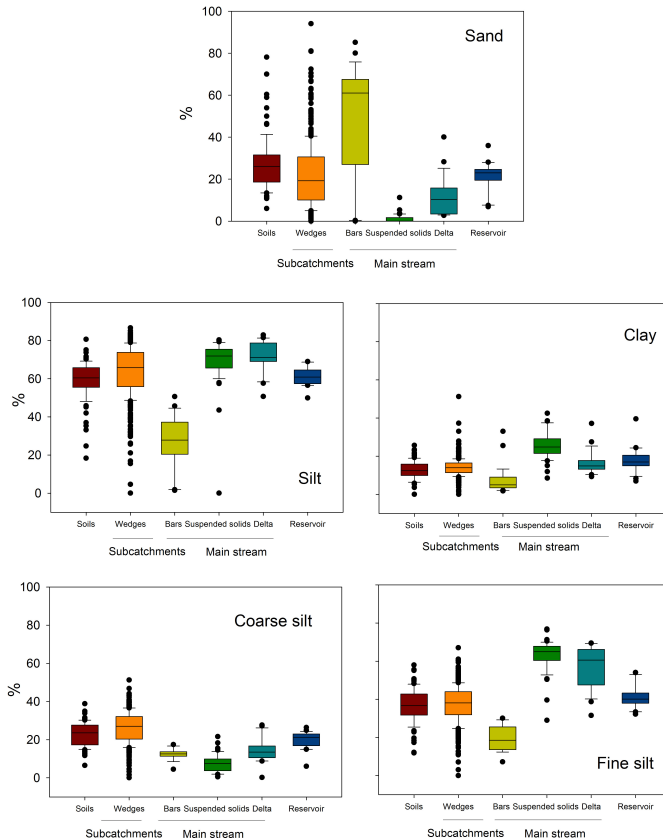 Sand
%
100
80
60
40
20
0
Soils Wedges Bars Suspended solids Delta Reservoir
Subcatchments Main stream
Silt
%
100
80
60
40
20
0
Soils Wedges Bars Suspended solids Delta Reservoir
Subcatchments Main stream
Clay
Soils Wedges Bars Suspended solids Delta Reservoir
Subcatchments Main stream
Coarse silt
%
100
80
60
40
20
0
Soils Wedges Bars Suspended solids Delta Reservoir
Subcatchments Main stream
Fine silt
Soils Wedges Bars Suspended solids Delta Reservoir
Subcatchments Main stream